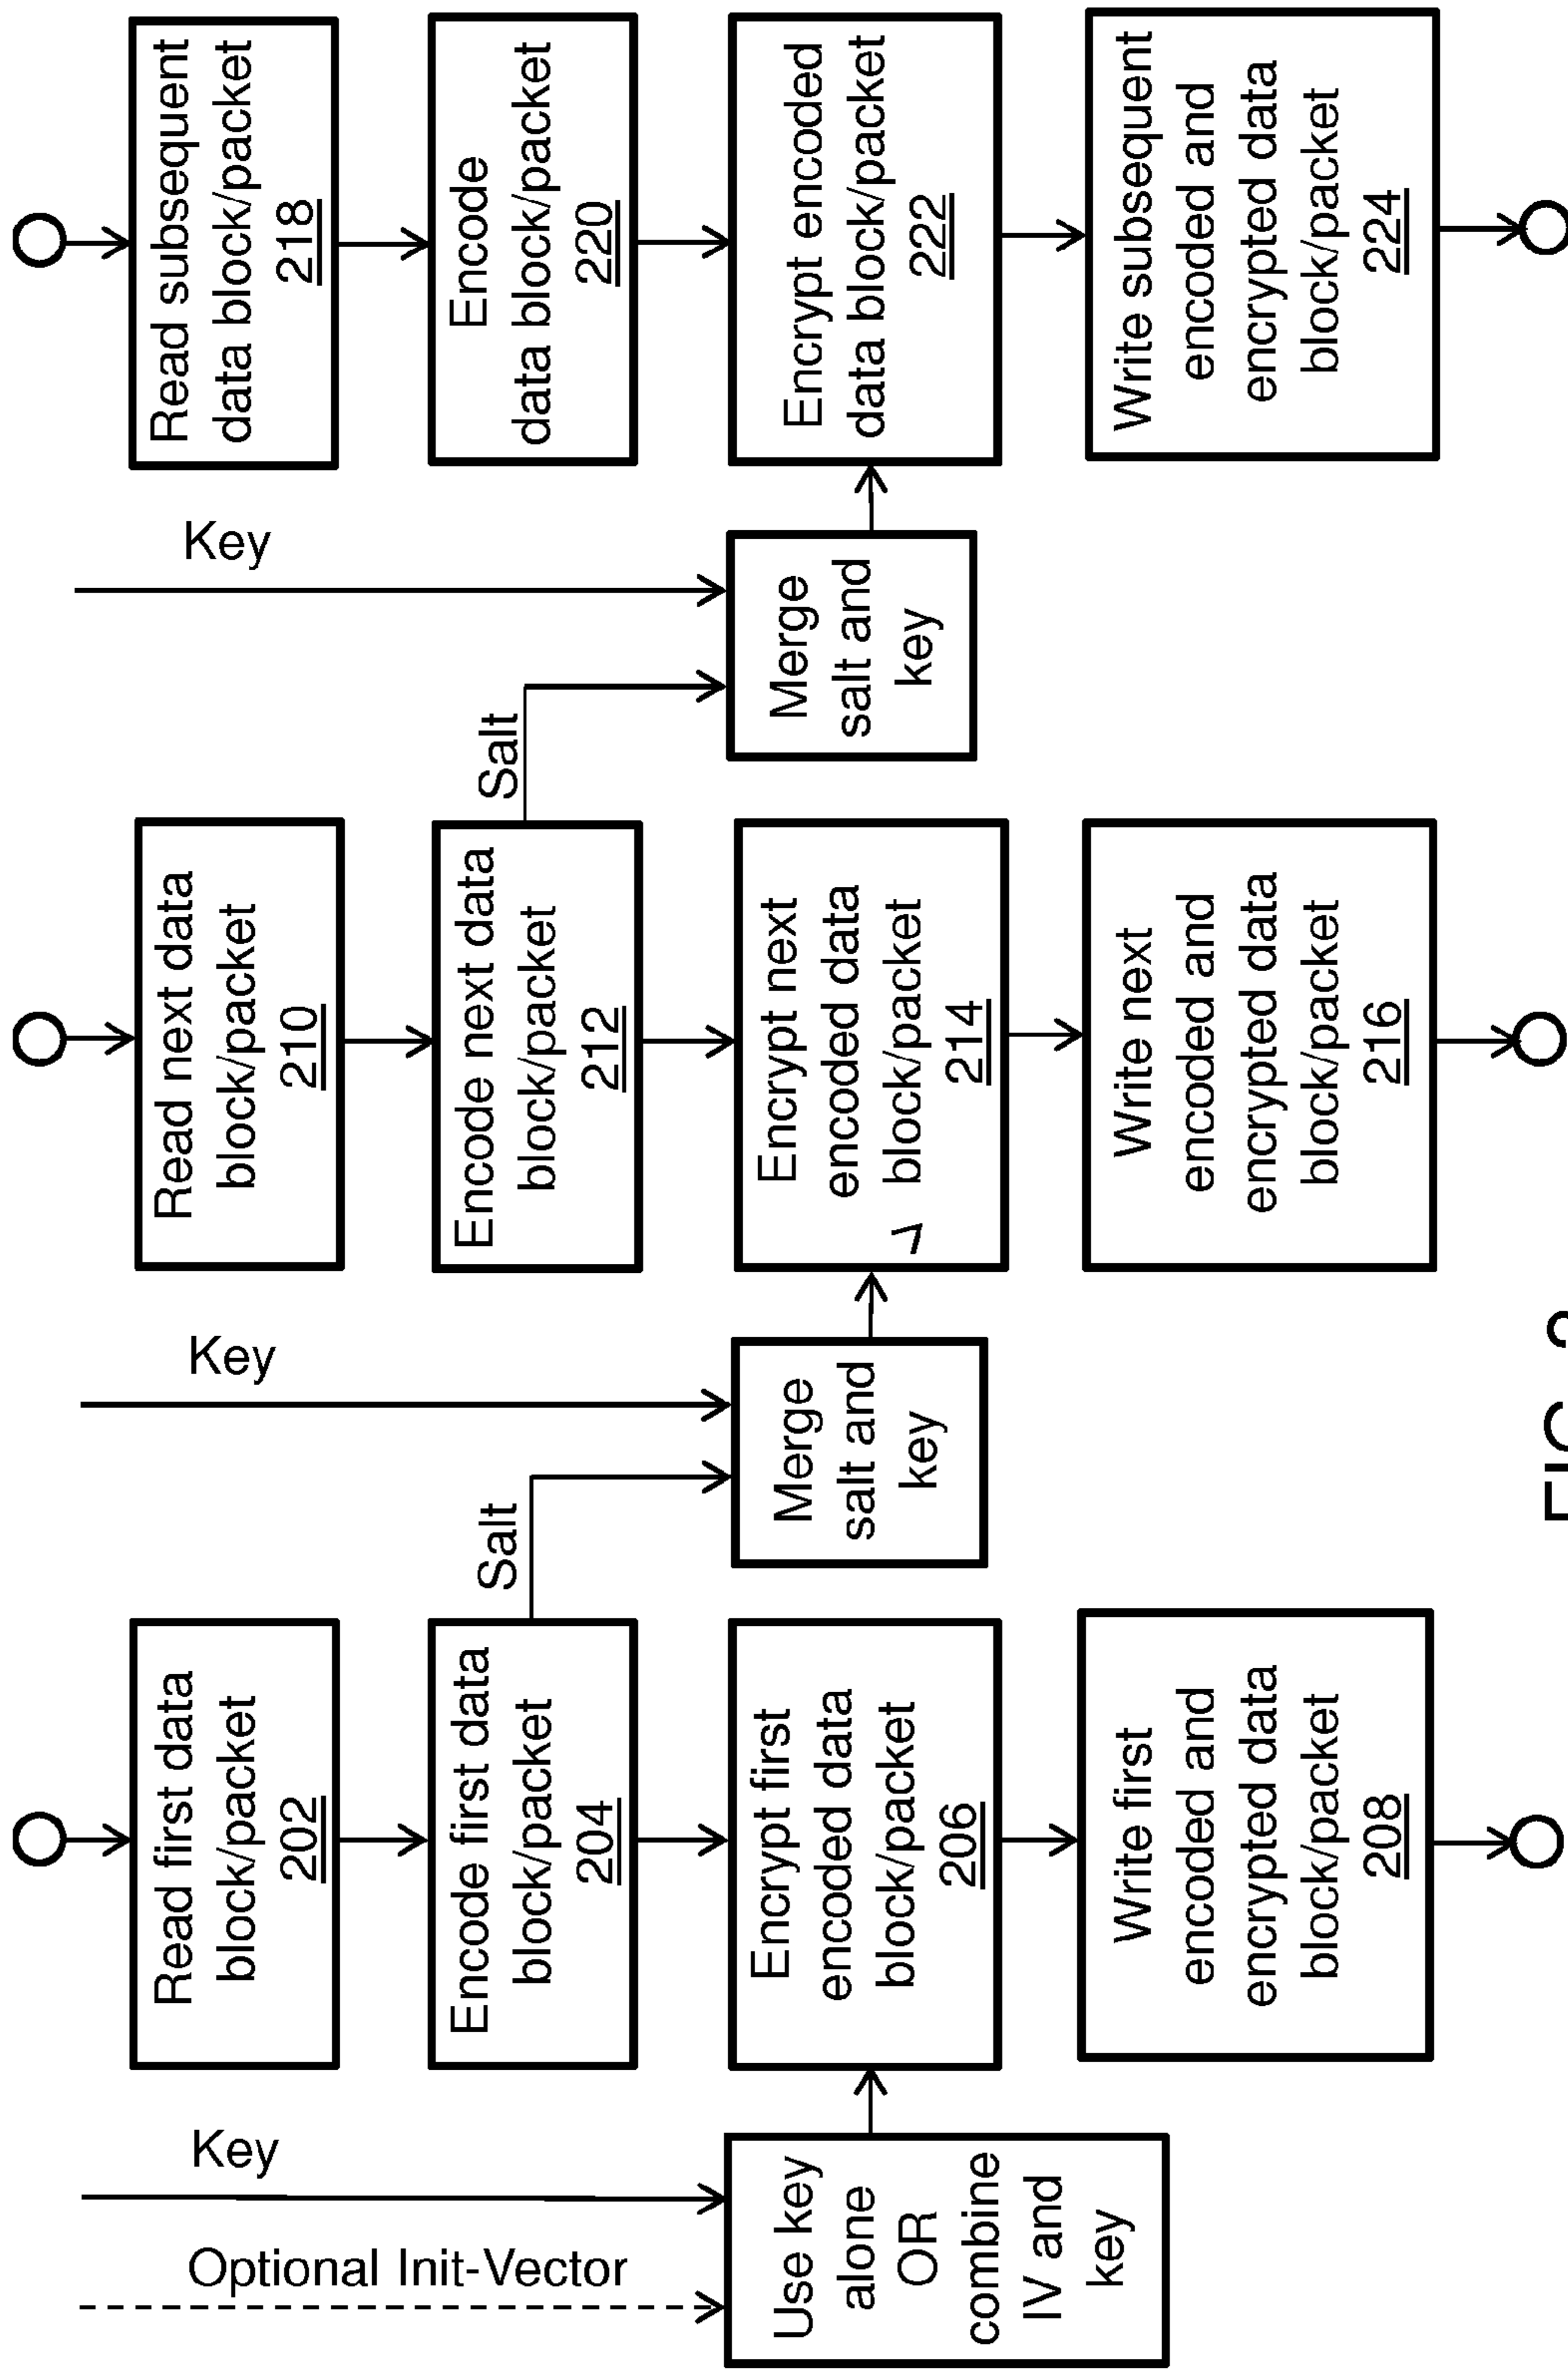 Optional Init-Vector
Key
Use key
alone
OR
combine
IV and
key
Read first data
block/packet
202
Encode first data
block/packet
204
Encrypt first
encoded data
block/packet
206
Write first
encoded and
encrypted data
block/packet
208
Salt
Key
Merge
salt and
key
Read next data
block/packet
210
Encode next data
block/packet
212
Encrypt next
encoded data
block/packet
214
Write next
encoded and
encrypted data
block/packet
216
Salt
Key
Merge
salt and
key
Read subsequent
data block/packet
218
Encode
data block/packet
220
Encrypt encoded
data block/packet
222
Write subsequent
encoded and
encrypted data
block/packet
224